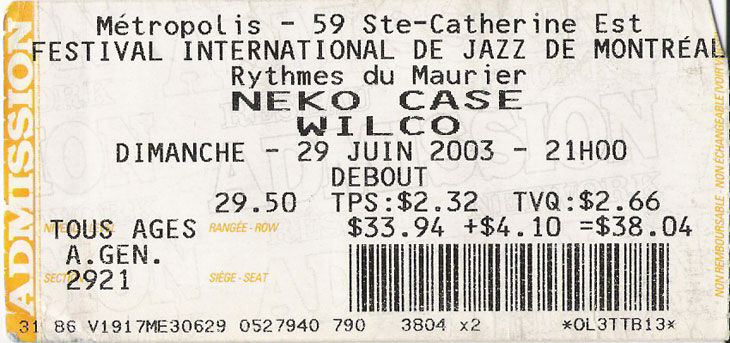 Métropolis - 59 Ste-Catherine Est
FESTIVAL INTERNATIONAL DE JAZZ DE MONTRÉAL
Rythmes du Maurier
NEKO CASE
WILCO
DIMANCHE - 29 JUIN 2003 - 21H00
DEBOUT
29.50 TPS:$2.32 TVQ:$2.66
TOUS AGES RANGÉE - ROW $33.94 +$4.10 =$38.04
A.GEN.
2921 SIÈGE - SEAT
31 86 V1917ME30629 0527940 790 3804 x2 *OL3TTB13*
ADMISSION
NON REMBOURSABLE - NON ÉCHANGEABLE